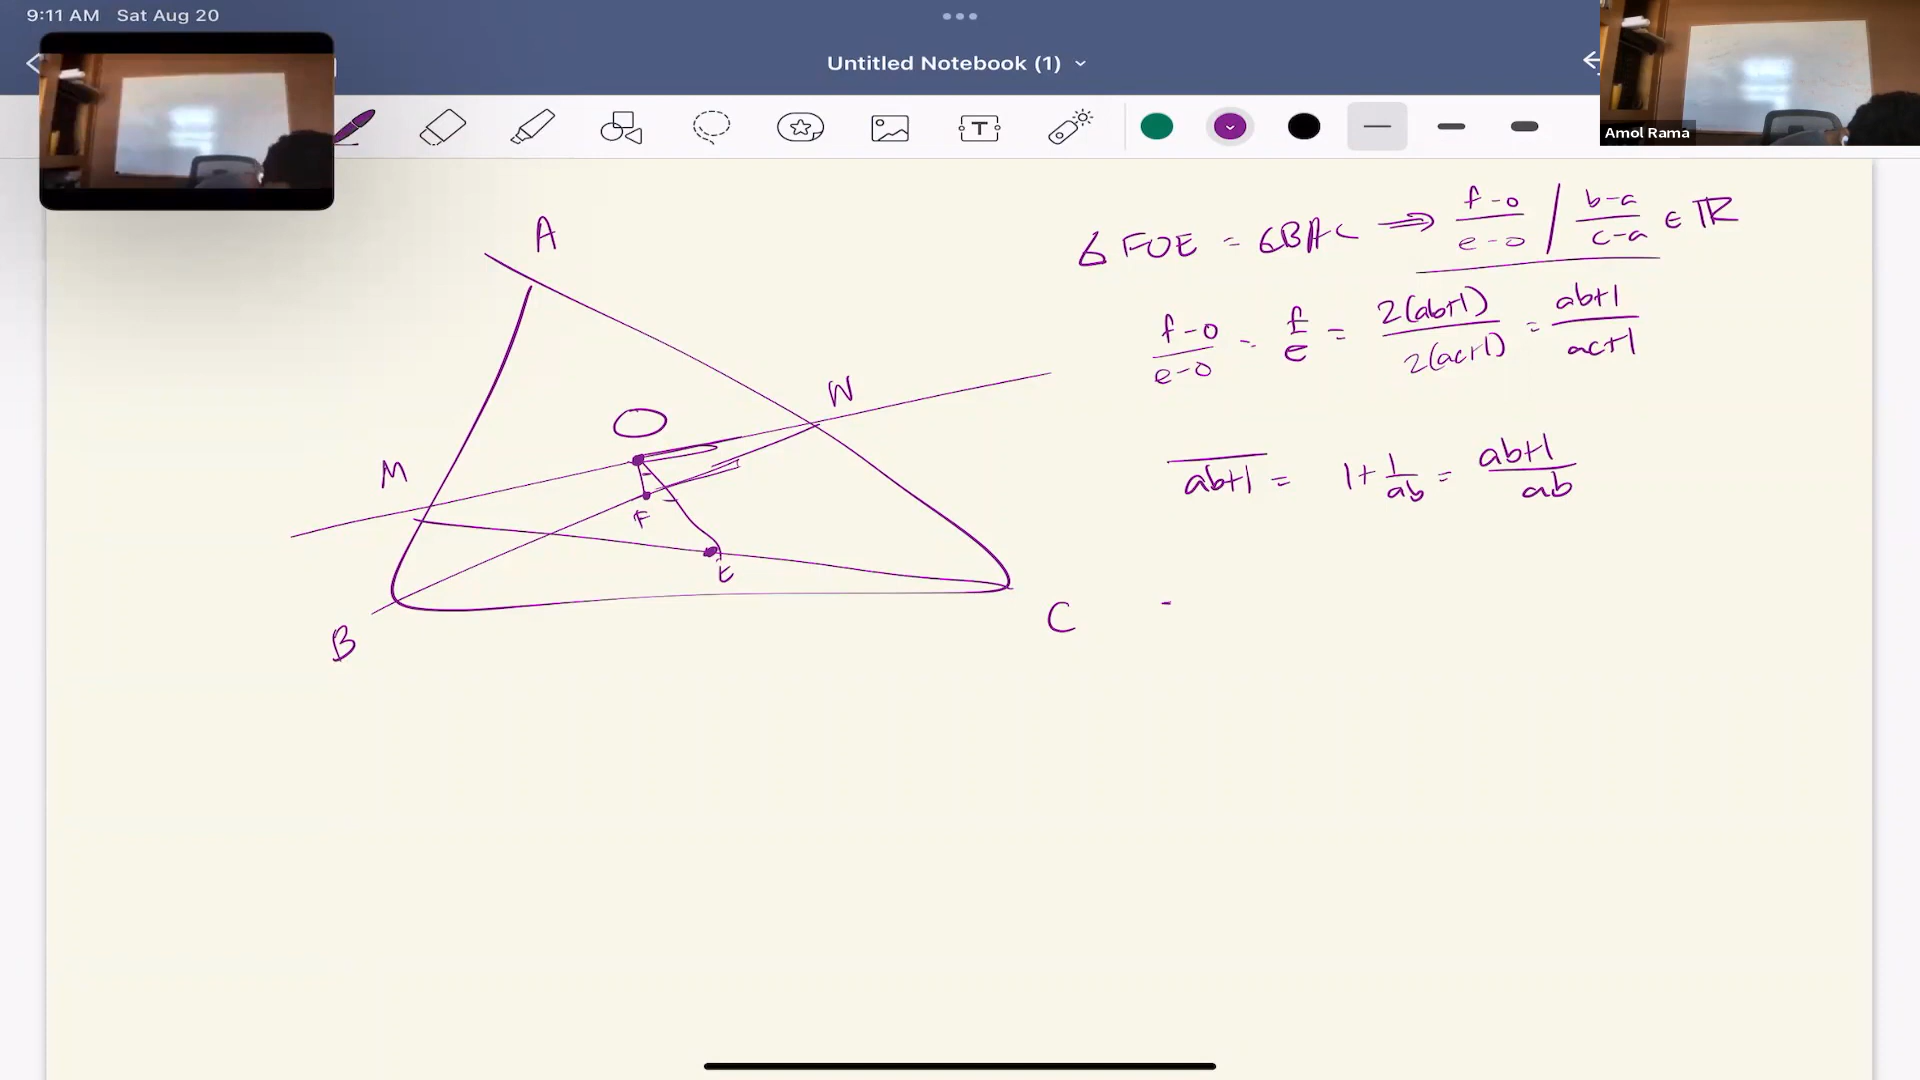 9:11 AM Sat Aug 20
Untitled Notebook (1)
Amol Rama
A
W
O
M
F
E
B
C
∠ FOE = ∠BAC ⇒ f-o / e-o / b-a / c-a ∈ ℝ
f-o / e-o = f / e = 2(ab+1) / 2(ac+1) = ab+1 / ac+1
\overline{ab+1} = 1 + 1 / ab = ab+1 / ab
-